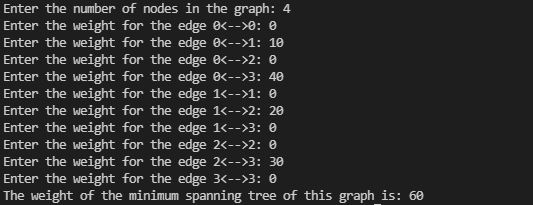 Enter the number of nodes in the graph: 4
Enter the weight for the edge 0<-->0: 0
Enter the weight for the edge 0<-->1: 10
Enter the weight for the edge 0<-->2: 0
Enter the weight for the edge 0<-->3: 40
Enter the weight for the edge 1<-->1: 0
Enter the weight for the edge 1<-->2: 20
Enter the weight for the edge 1<-->3: 0
Enter the weight for the edge 2<-->2: 0
Enter the weight for the edge 2<-->3: 30
Enter the weight for the edge 3<-->3: 0
The weight of the minimum spanning tree of this graph is: 60